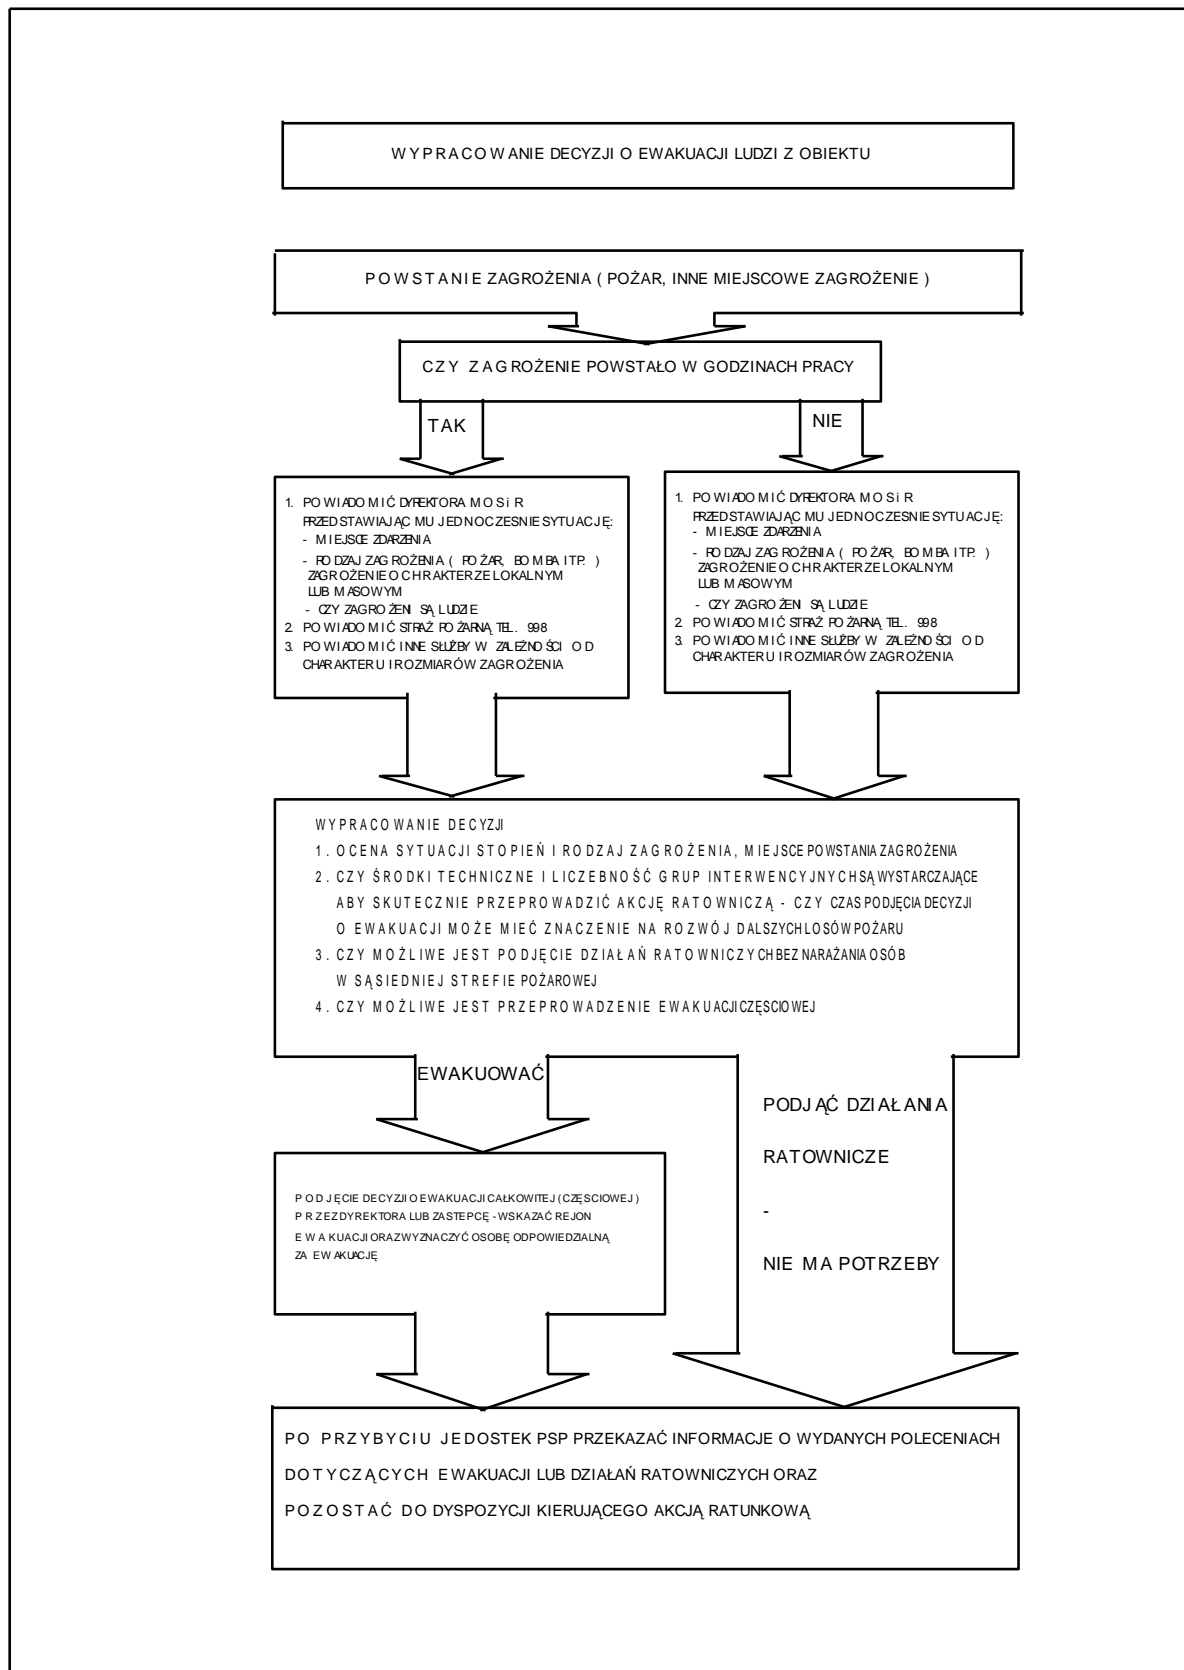 WYPRACOWANIE DECYZJI O EWAKUACJI LUDZI Z OBIEKTU
POWSTANIE ZAGROŻENIA ( POŻAR, INNE MIEJSCOWE ZAGROŻENIE )
CZY ZAGROŻENIE POWSTAŁO W GODZINACH PRACY
TAK
NIE
1. POWIADOMIĆ DYREKTORA MOSiR
PRZEDSTAWIAJĄC MU JEDNOCZESNIE SYTUACJĘ:
- MIEJSCE ZDARZENIA
- RODZAJ ZAGROŻENIA ( POŻAR, BOMBA ITP. )
ZAGROŻENIE O CHRAKTERZE LOKALNYM
LUB MASOWYM
- CZY ZAGROŻENI SĄ LUDZIE
2. POWIADOMIĆ STRAŻ POŻARNĄ TEL. 998
3. POWIADOMIĆ INNE SŁUŻBY W ZALEŻNOŚCI OD
CHARAKTERU I ROZMIARÓW ZAGROŻENIA
1. POWIADOMIĆ DYREKTORA MOSiR
PRZEDSTAWIAJĄC MU JEDNOCZESNIE SYTUACJĘ:
- MIEJSCE ZDARZENIA
- RODZAJ ZAGROŻENIA ( POŻAR, BOMBA ITP. )
ZAGROŻENIE O CHRAKTERZE LOKALNYM
LUB MASOWYM
- CZY ZAGROŻENI SĄ LUDZIE
2. POWIADOMIĆ STRAŻ POŻARNĄ TEL. 998
3. POWIADOMIĆ INNE SŁUŻBY W ZALEŻNOŚCI OD
CHARAKTERU I ROZMIARÓW ZAGROŻENIA
WYPRACOWANIE DECYZJI
1. OCENA SYTUACJI STOPIEŃ I RODZAJ ZAGROŻENIA, MIEJSCE POWSTANIA ZAGROŻENIA
2. CZY ŚRODKI TECHNICZNE I LICZEBNOŚĆ GRUP INTERWENCYJNYCH SĄ WYSTARCZAJĄCE
ABY SKUTECZNIE PRZEPROWADZIĆ AKCJĘ RATOWNICZĄ - CZY CZAS PODJĘCIA DECYZJI
O EWAKUACJI MOŻE MIEĆ ZNACZENIE NA ROZWÓJ DALSZYCH LOSÓW POŻARU
3. CZY MOŻLIWE JEST PODJĘCIE DZIAŁAŃ RATOWNICZYCH BEZ NARAŻANIA OSÓB
W SĄSIEDNIEJ STREFIE POŻAROWEJ
4. CZY MOŻLIWE JEST PRZEPROWADZENIE EWAKUACJI CZĘSCIOWEJ
EWAKUOWAĆ
PODJĄĆ DZIAŁANIA
RATOWNICZE
-
NIE MA POTRZEBY
PODJĘCIE DECYZJI O EWAKUACJI CAŁKOWITEJ (CZĘSCIOWEJ)
PRZEZ DYREKTORA LUB ZASTEPCĘ - WSKAZAĆ REJON
EWAKUACJI ORAZ WYZNACZYĆ OSOBĘ ODPOWIEDZIALNĄ
ZA EWAKUACJĘ
PO PRZYBYCIU JEDOSTEK PSP PRZEKAZAĆ INFORMACJE O WYDANYCH POLECENIACH
DOTYCZĄCYCH EWAKUACJI LUB DZIAŁAŃ RATOWNICZYCH ORAZ
POZOSTAĆ DO DYSPOZYCJI KIERUJĄCEGO AKCJĄ RATUNKOWĄ